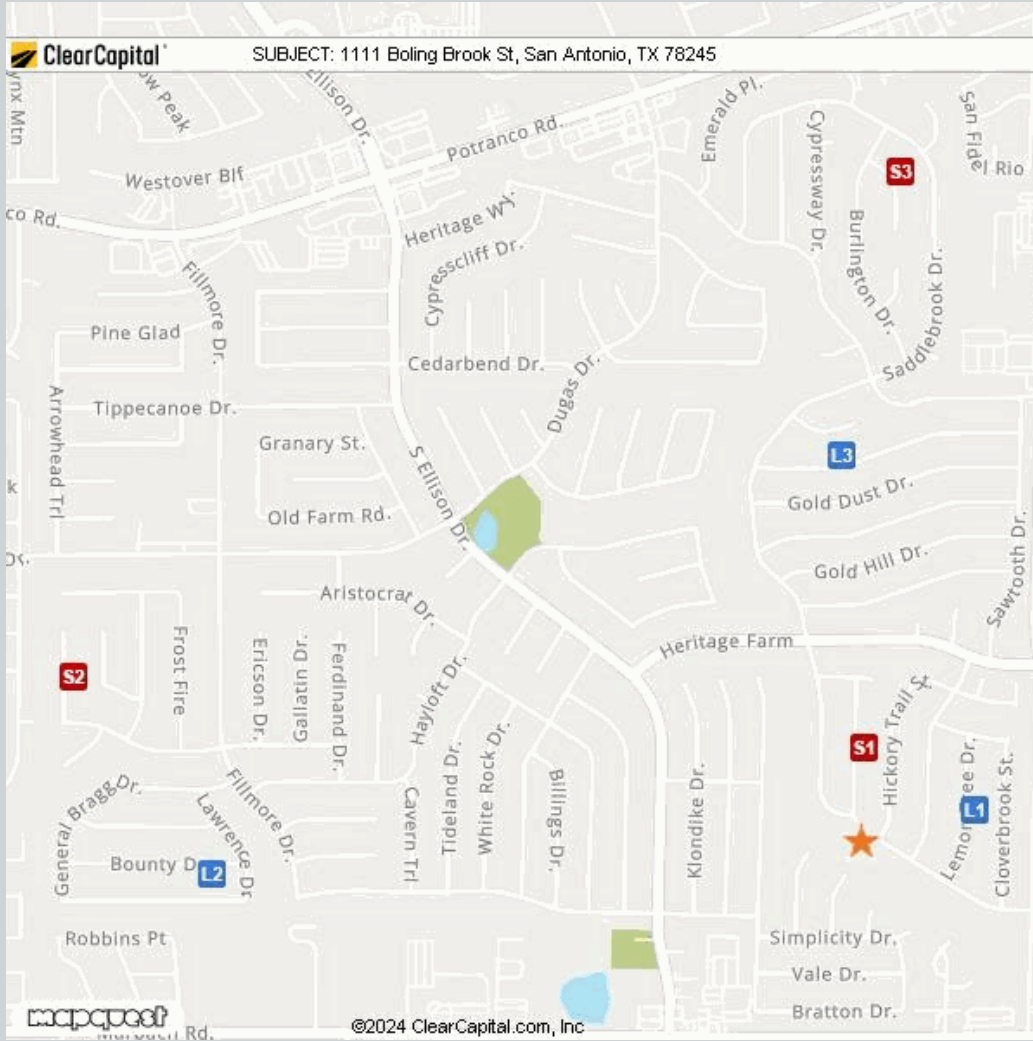 ClearCapital
SUBJECT: 1111 Boling Brook St, San Antonio, TX 78245
Ellison Dr.
Potranco Rd.
Emerald Pl.
Westover Blf
Cypressway Dr.
S3
Heritage Wy.
Cypresscliff Dr.
Burlington Dr.
Fillmore Dr.
Saddlebrook Dr.
Pine Glad
Cedarbend Dr.
Dugas Dr.
Arrowhead Trl
Tippecanoe Dr.
Granary St.
S Ellison Dr.
L3
Gold Dust Dr.
Old Farm Rd.
Gold Hill Dr.
Sawtooth Dr.
Aristocrat Dr.
Heritage Farm
S2
Frost Fire
Ericson Dr.
Gallatin Dr.
Ferdinand Dr.
Hayloft Dr.
Hickory Trail St
S1
Tideland Dr.
White Rock Dr.
Billings Dr.
Klondike Dr.
L1
Cloverbrook St.
General Bragg Dr.
Fillmore Dr.
Lawrence Dr
Cavern Trl
Bounty D
L2
Robbins Pt
Simplicity Dr.
Vale Dr.
Bratton Dr.
mapquest
©2024 ClearCapital.com, Inc